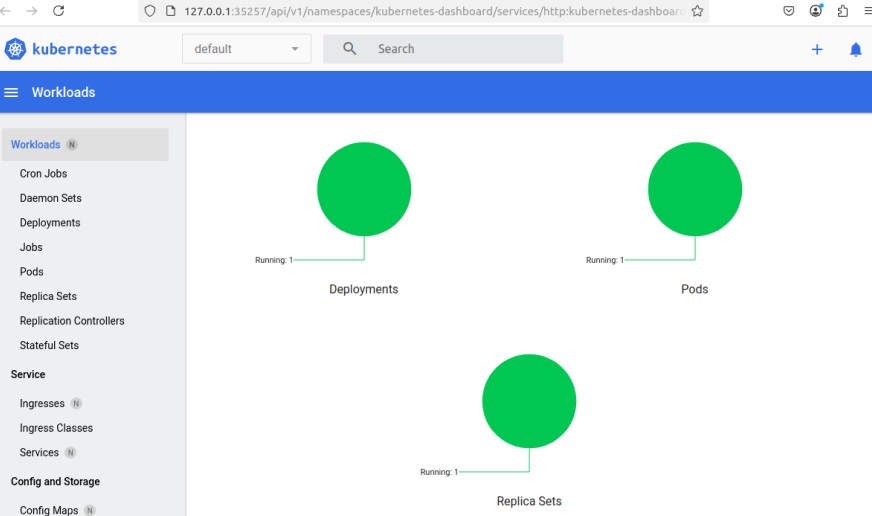 127.0.0.1:35257/api/v1/namespaces/kubernetes-dashboard/services/http:kubernetes-dashboard
kubernetes
default
Search
Workloads
Workloads N
Cron Jobs
Daemon Sets
Deployments
Jobs
Pods
Replica Sets
Replication Controllers
Stateful Sets
Service
Ingresses N
Ingress Classes
Services N
Config and Storage
Config Maps N
Running: 1
Deployments
Running: 1
Pods
Running: 1
Replica Sets